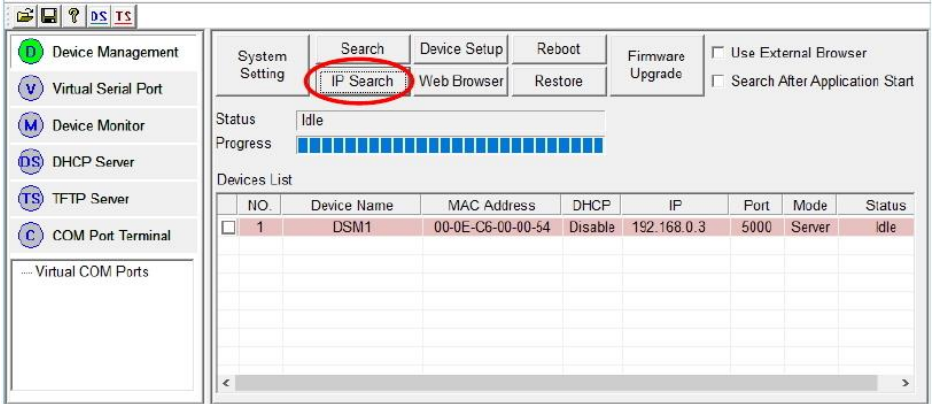 DS TS
D Device Management
V Virtual Serial Port
M Device Monitor
DS DHCP Server
TS TFTP Server
C COM Port Terminal
Virtual COM Ports
System Setting
Search
Device Setup
Reboot
IP Search
Web Browser
Restore
Firmware Upgrade
Use External Browser
Search After Application Start
Status Idle
Progress
Devices List
NO. Device Name MAC Address DHCP IP Port Mode Status
1 DSM1 00-0E-C6-00-00-54 Disable 192.168.0.3 5000 Server Idle